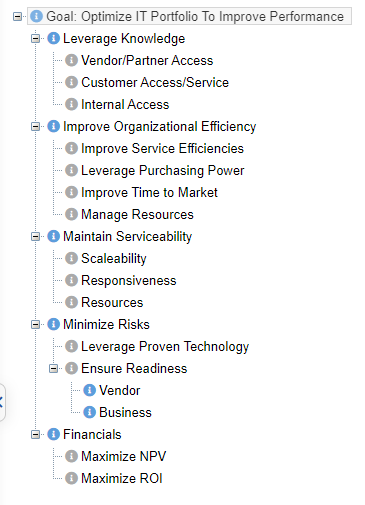 Goal: Optimize IT Portfolio To Improve Performance
Leverage Knowledge
Vendor/Partner Access
Customer Access/Service
Internal Access
Improve Organizational Efficiency
Improve Service Efficiencies
Leverage Purchasing Power
Improve Time to Market
Manage Resources
Maintain Serviceability
Scaleability
Responsiveness
Resources
Minimize Risks
Leverage Proven Technology
Ensure Readiness
Vendor
Business
Financials
Maximize NPV
Maximize ROI